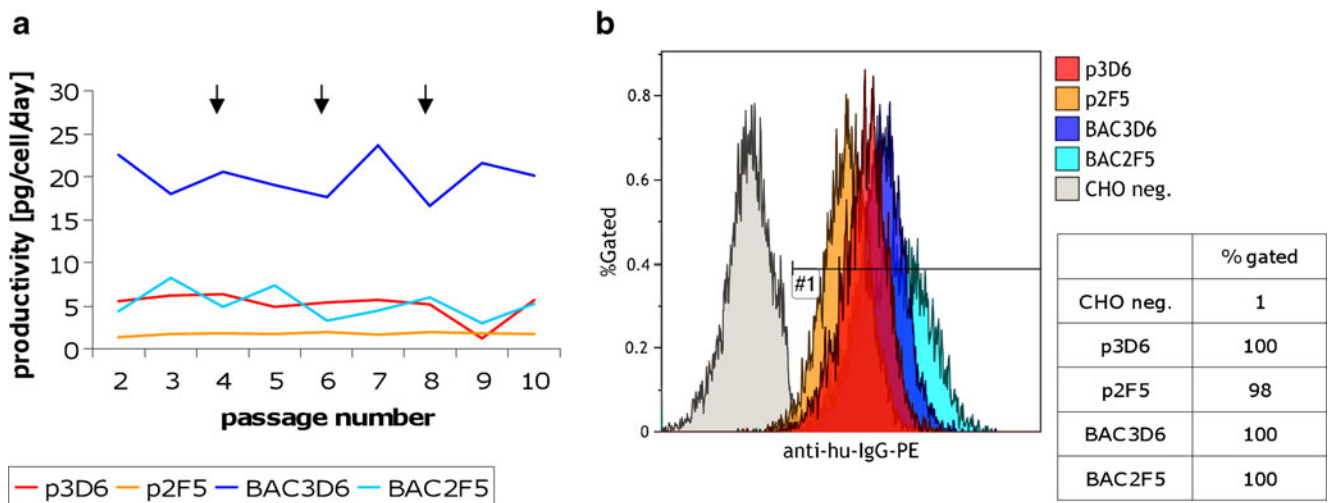 a
productivity [pg/cell/day]
30
25
20
15
10
5
0
2 3 4 5 6 7 8 9 10
passage number
p3D6 p2F5 BAC3D6 BAC2F5
b
%Gated
0.8
0.6
0.4
0.2
0
#1
anti-hu-IgG-PE
p3D6
p2F5
BAC3D6
BAC2F5
CHO neg.
% gated
CHO neg. 1
p3D6 100
p2F5 98
BAC3D6 100
BAC2F5 100